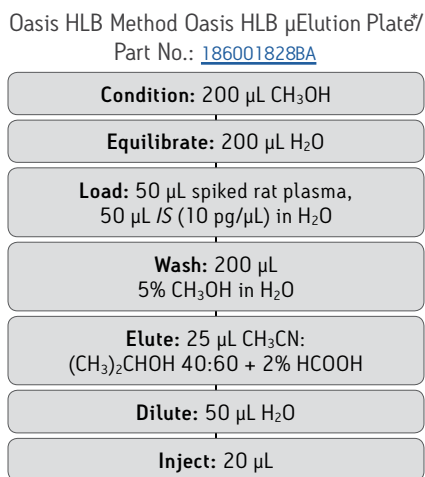 Oasis HLB Method Oasis HLB µElution Plate*/
Part No.: 186001828BA
Condition: 200 µL CH₃OH
Equilibrate: 200 µL H₂O
Load: 50 µL spiked rat plasma,
50 µL IS (10 pg/µL) in H₂O
Wash: 200 µL
5% CH₃OH in H₂O
Elute: 25 µL CH₃CN:
(CH₃)₂CHOH 40:60 + 2% HCOOH
Dilute: 50 µL H₂O
Inject: 20 µL